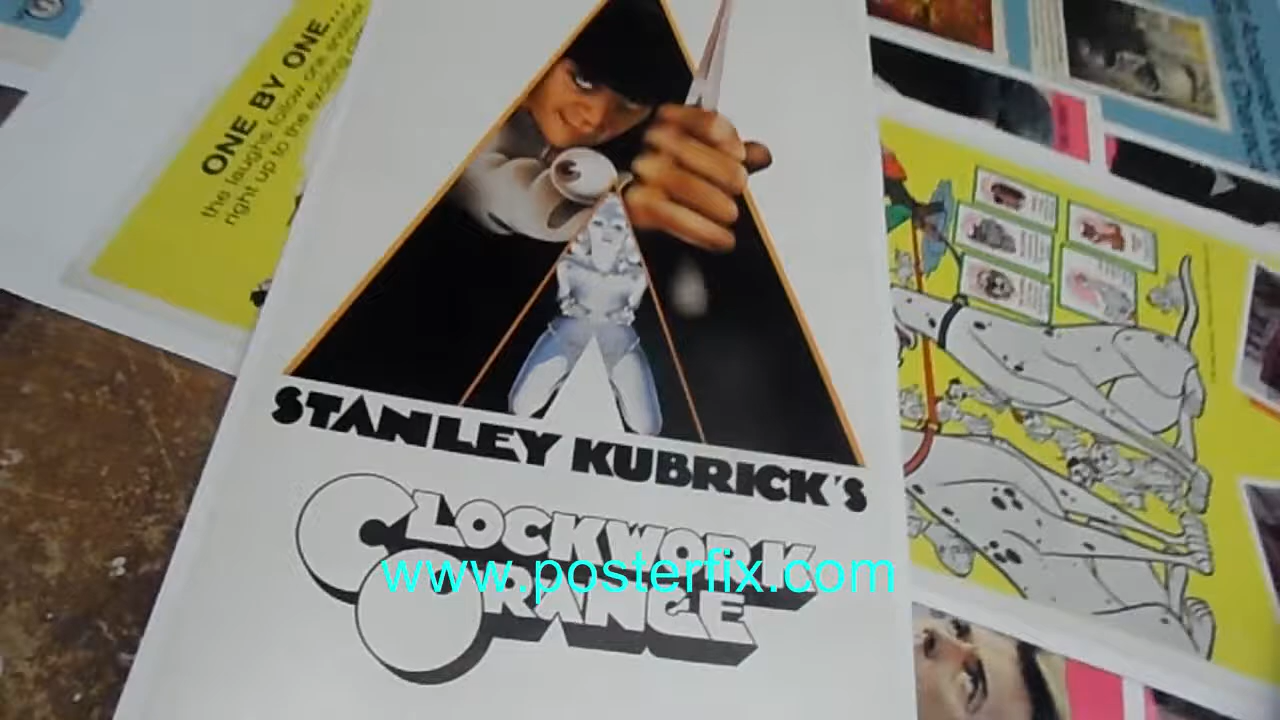 ONE BY ONE...
the laughs follow one another
right up to the exciting
STANLEY KUBRICK'S
CLOCKWORK
ORANGE
www.posterfix.com